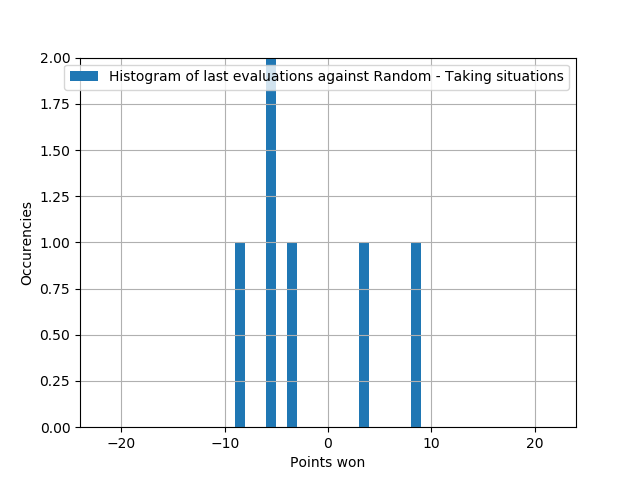 Histogram of last evaluations against Random - Taking situations
2.00
1.75
1.50
1.25
1.00
0.75
0.50
0.25
0.00
Occurencies
−20 −10 0 10 20
Points won